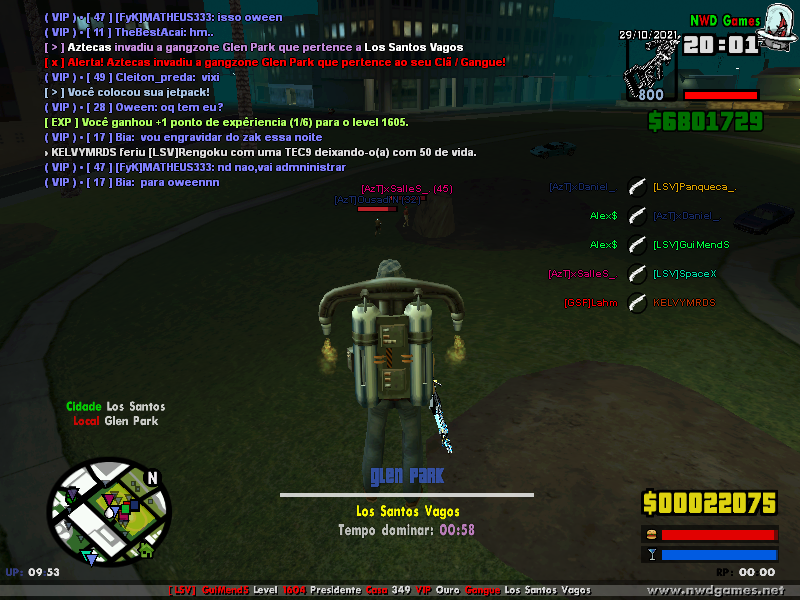 ( VIP ) • [ 47 ] [FyK]MATHEUS333: isso oween
( VIP ) • [ 11 ] TheBestAcai: hm..
[ > ] Aztecas invadiu a gangzone Glen Park que pertence a Los Santos Vagos
[ x ] Alerta! Aztecas invadiu a gangzone Glen Park que pertence ao seu Clã / Gangue!
( VIP ) • [ 49 ] Cleiton_preda: vixi
[ > ] Você colocou sua jetpack!
( VIP ) • [ 28 ] Oween: oq tem eu?
[ EXP ] Você ganhou +1 ponto de expêriencia (1/6) para o level 1605.
( VIP ) • [ 17 ] Bia: vou engravidar do zak essa noite
› KELVYMRDS feriu [LSV]Rengoku com uma TEC9 deixando-o(a) com 50 de vida.
( VIP ) • [ 47 ] [FyK]MATHEUS333: nd nao,vai admninistrar
( VIP ) • [ 17 ] Bia: para oweennn
NWD Games
29/10/2021
20:01
800
$6801729
[AzT]xSalleS_. (45)
[AzT]xDaniel_ [LSV]Panqueca_.
Alex$ [AzT]xDaniel_
Alex$ [LSV]GuiMendS
[AzT]xSalleS_. [LSV]SpaceX
[GSF]Lahm KELVYMRDS
Cidade Los Santos
Local Glen Park
N
Glen Park
Los Santos Vagos
Tempo dominar: 00:58
$00022075
UP: 09:53
RP: 00 00
[LSV] GuiMendS Level 1604 Presidente Casa 349 VIP Ouro Gangue Los Santos Vagos
www.nwdgames.net